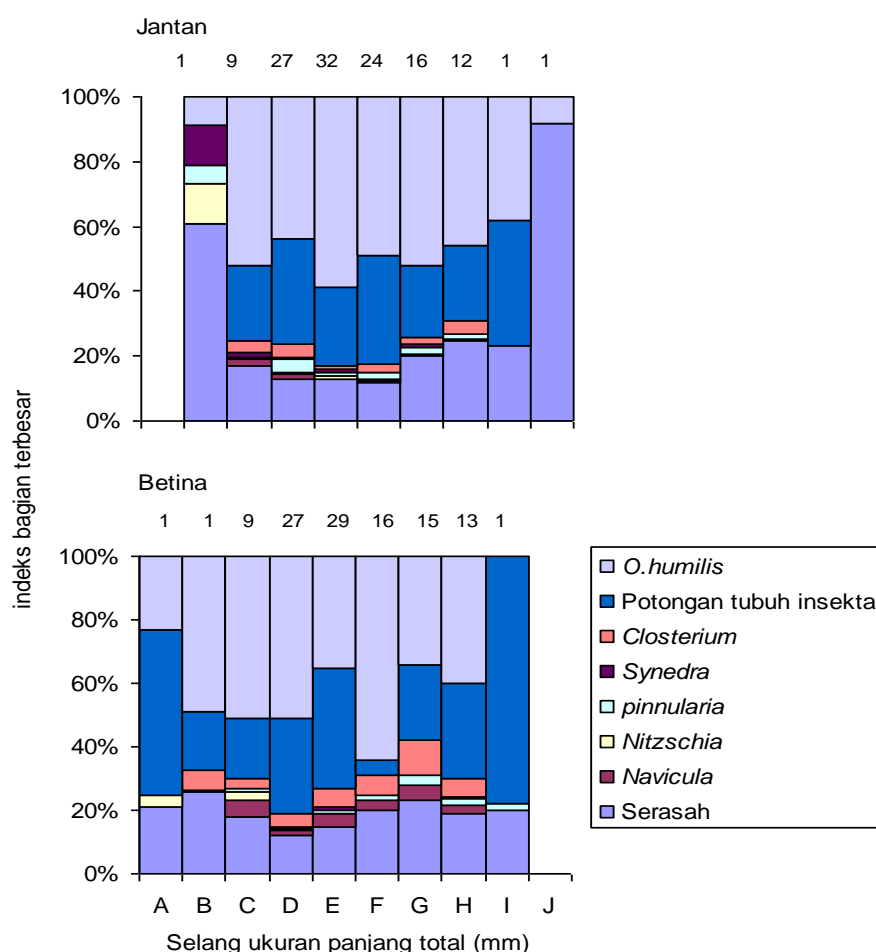 Jantan
1 9 27 32 24 16 12 1 1
100%
80%
60%
40%
20%
0%
indeks bagian terbesar
Betina
1 1 9 27 29 16 15 13 1
100%
80%
60%
40%
20%
0%
A B C D E F G H I J
Selang ukuran panjang total (mm)
O.humilis
Potongan tubuh insekta
Closterium
Synedra
pinnularia
Nitzschia
Navicula
Serasah